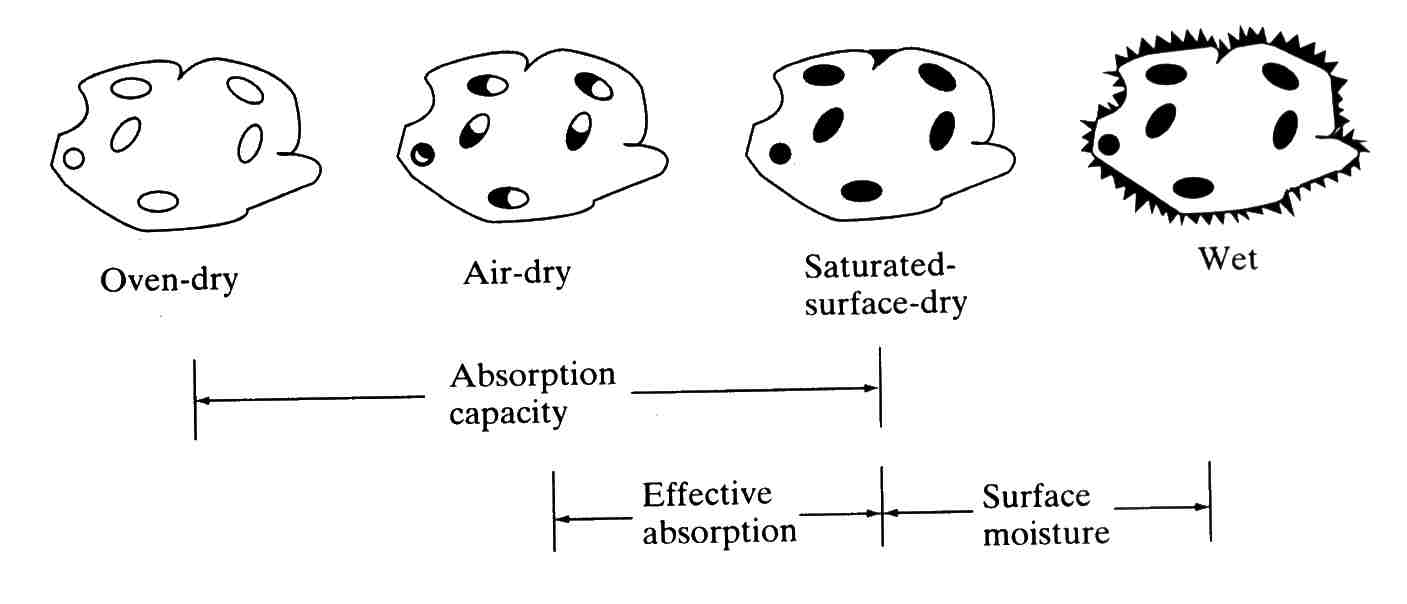 Oven-dry
Air-dry
Saturated-
surface-dry
Wet
Absorption
capacity
Effective
absorption
Surface
moisture